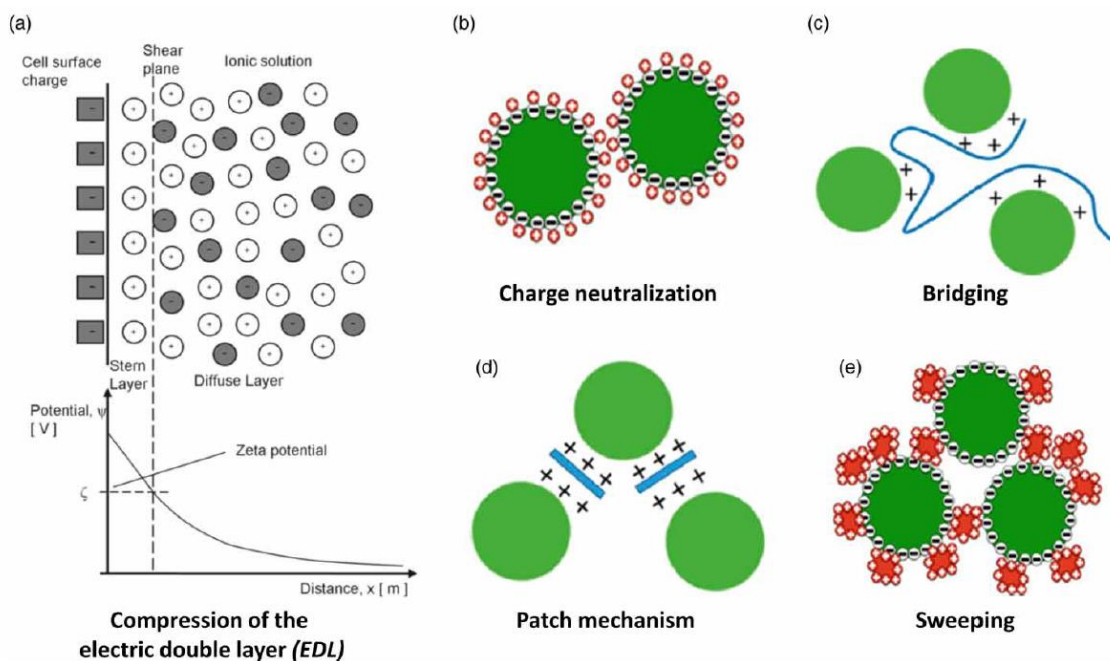 (a)
Cell surface
charge
Shear
plane
Ionic solution
Stern
Layer
Diffuse Layer
Potential, ψ
[ V ]
Zeta potential
ζ
Distance, x [ m ]
Compression of the
electric double layer (EDL)
(b)
Charge neutralization
(c)
Bridging
(d)
Patch mechanism
(e)
Sweeping